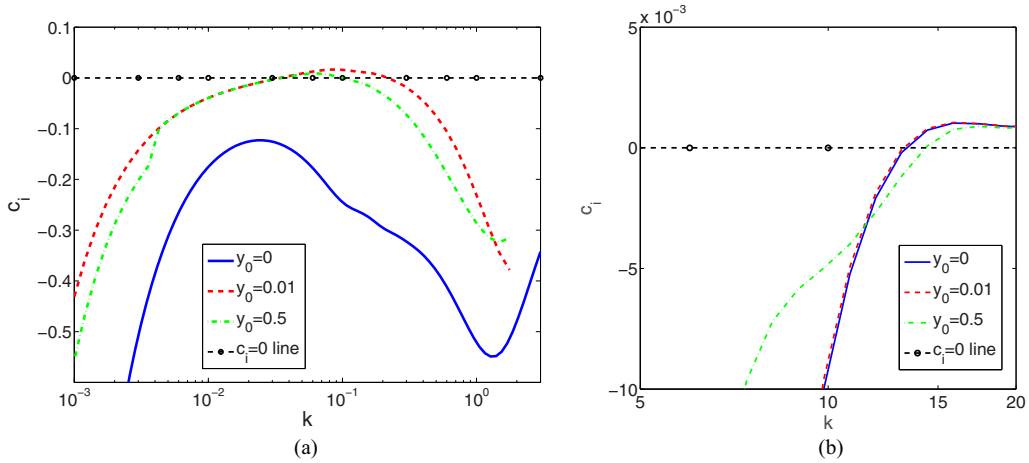 0.1
0
−0.1
−0.2
−0.3
−0.4
−0.5
c_i
10^−3
10^−2
10^−1
10^0
k
y_0=0
y_0=0.01
y_0=0.5
c_i=0 line
(a)
5 x 10^−3
0
−5
−10
c_i
5
10
15
20
k
y_0=0
y_0=0.01
y_0=0.5
c_i=0 line
(b)